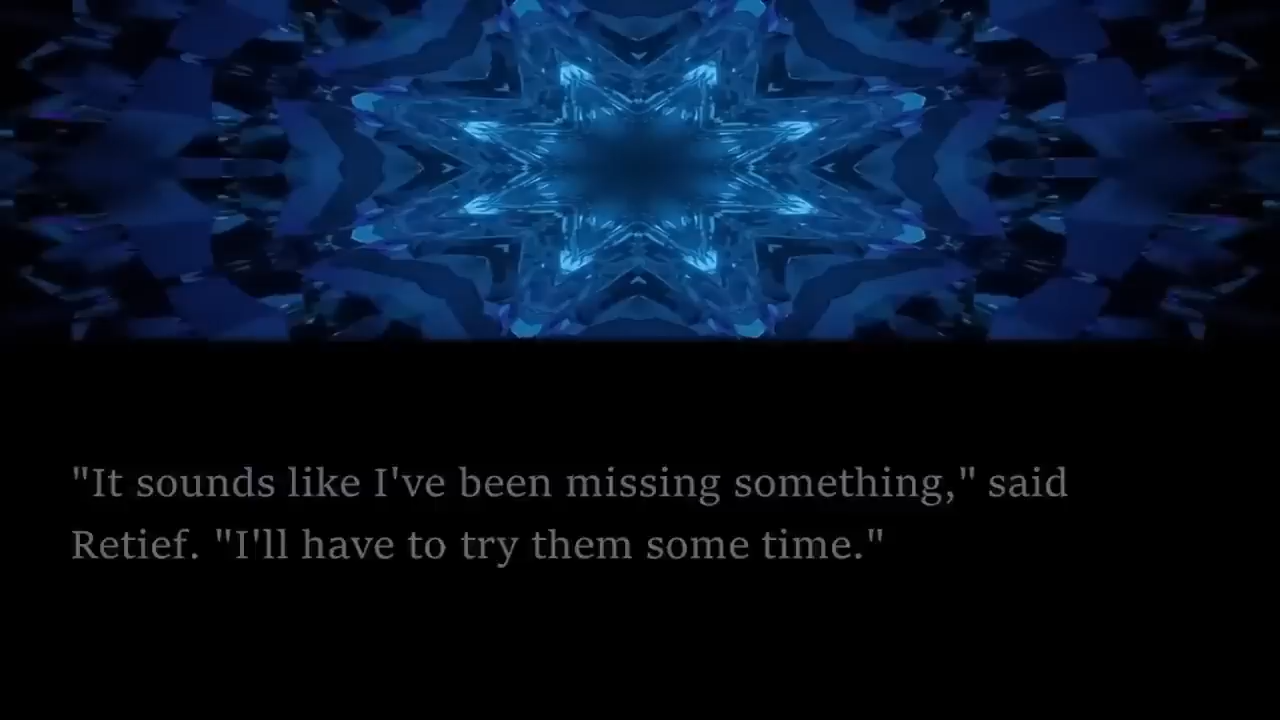 "It sounds like I've been missing something," said
Retief. "I'll have to try them some time."